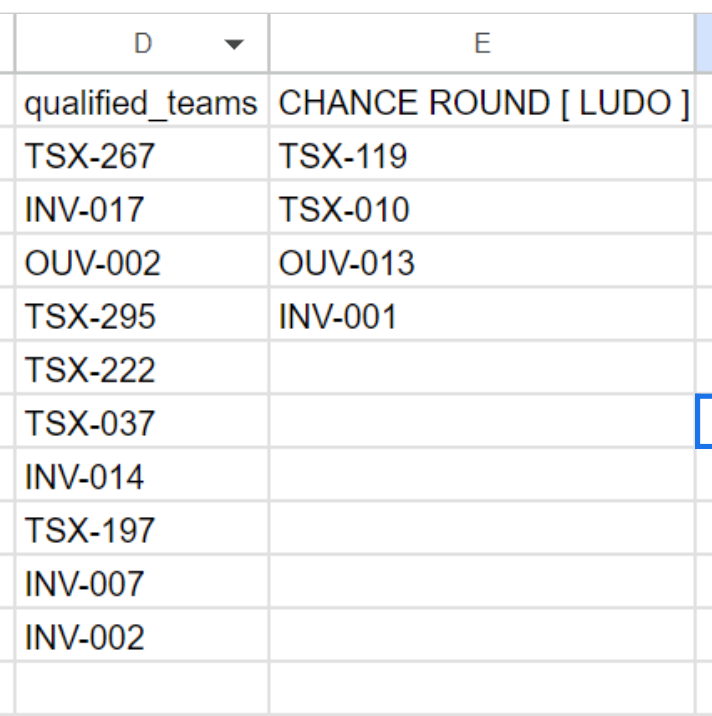 D E
qualified_teams CHANCE ROUND [ LUDO ]
TSX-267 TSX-119
INV-017 TSX-010
OUV-002 OUV-013
TSX-295 INV-001
TSX-222
TSX-037
INV-014
TSX-197
INV-007
INV-002